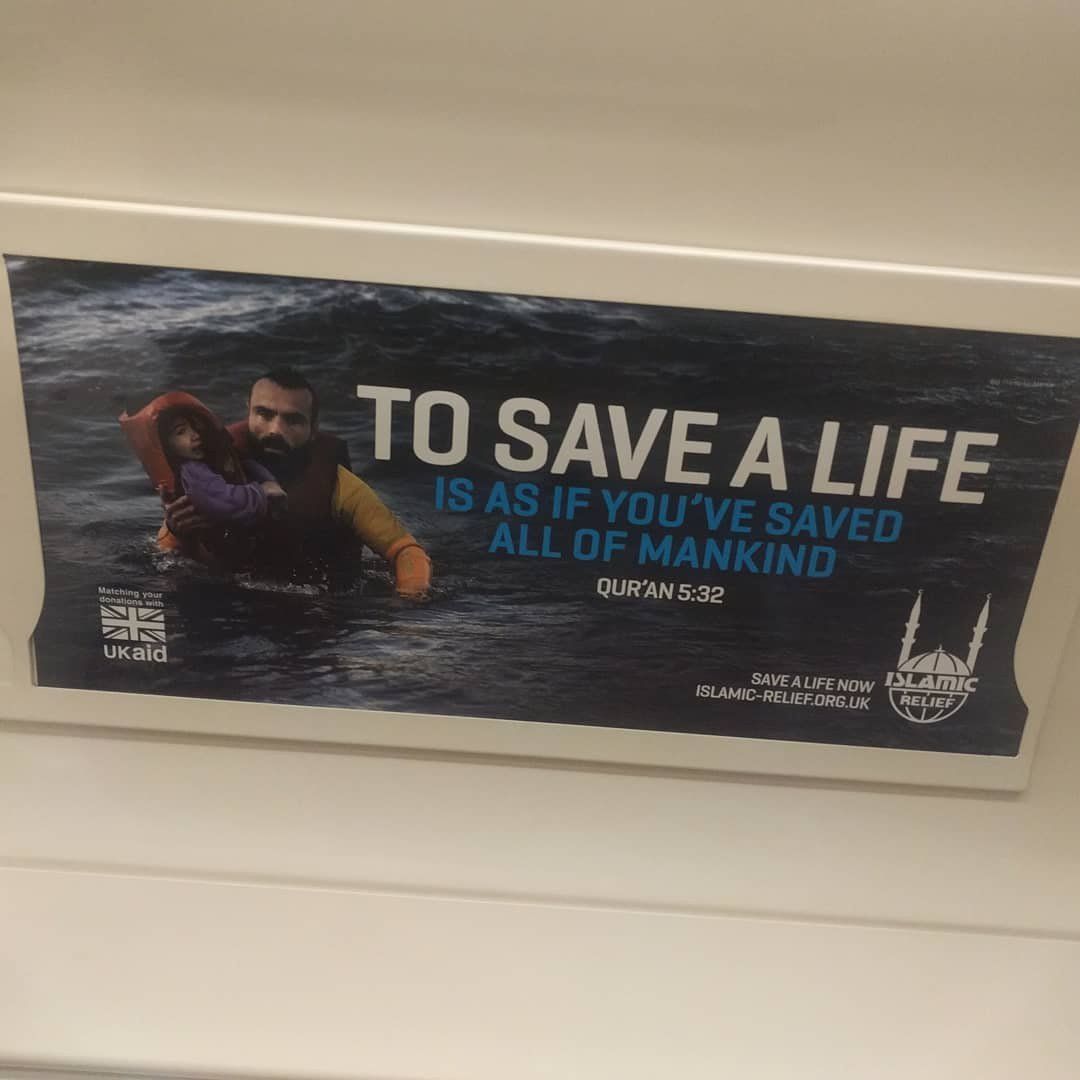 TO SAVE A LIFE
IS AS IF YOU'VE SAVED
ALL OF MANKIND
QUR'AN 5:32
Matching your
donations with
UKaid
SAVE A LIFE NOW
ISLAMIC-RELIEF.ORG.UK
ISLAMIC
RELIEF